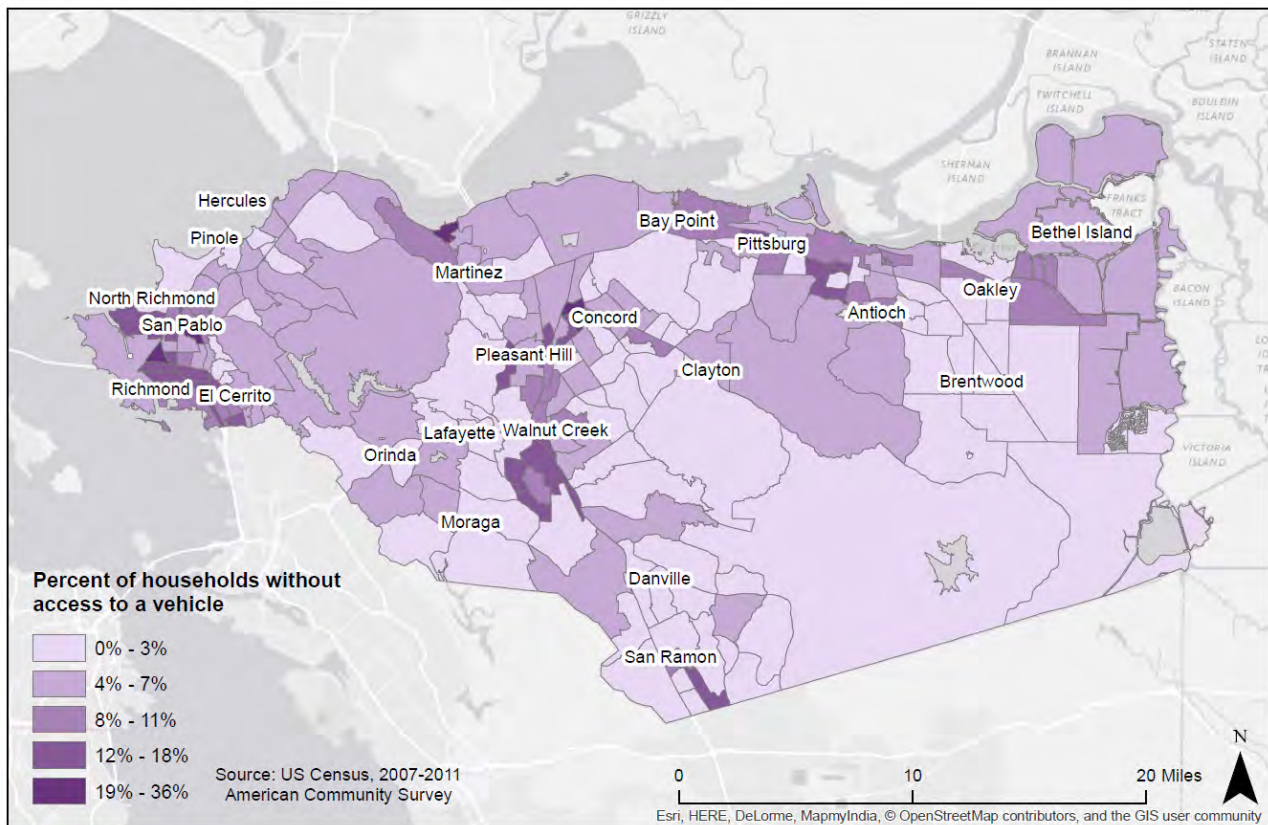 GRIZZLY
ISLAND
BRANNAN
ISLAND
STATEN
ISLAND
TWITCHELL
ISLAND
BOULDIN
ISLAND
SHERMAN
ISLAND
FRANKS
TRACT
Hercules
Bay Point
Bethel Island
Pinole
Pittsburg
Martinez
Oakley
BACON
ISLAND
North Richmond
San Pablo
Concord
Antioch
Pleasant Hill
Clayton
Brentwood
Richmond
El Cerrito
Lafayette
Walnut Creek
Orinda
VICTORIA
ISLAND
Moraga
Danville
San Ramon
Percent of households without
access to a vehicle
0% - 3%
4% - 7%
8% - 11%
12% - 18%
19% - 36%
Source: US Census, 2007-2011
American Community Survey
N
0 10 20 Miles
Esri, HERE, DeLorme, MapmyIndia, © OpenStreetMap contributors, and the GIS user community